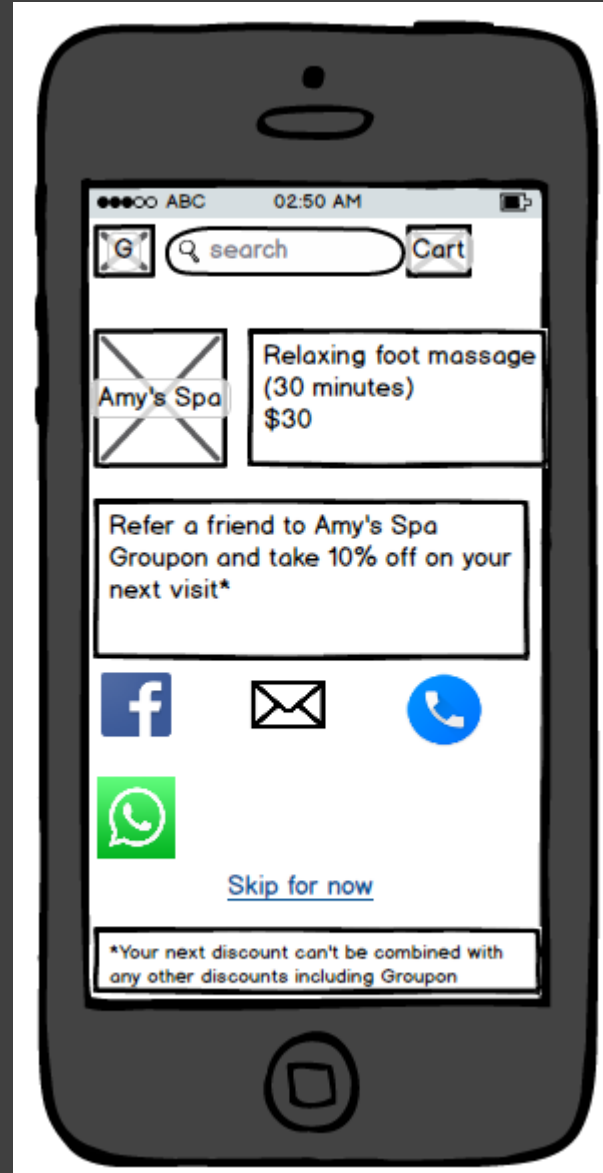 ABC 02:50 AM
G search Cart
Amy's Spa
Relaxing foot massage
(30 minutes)
$30
Refer a friend to Amy's Spa
Groupon and take 10% off on your
next visit*
f
Skip for now
*Your next discount can't be combined with
any other discounts including Groupon